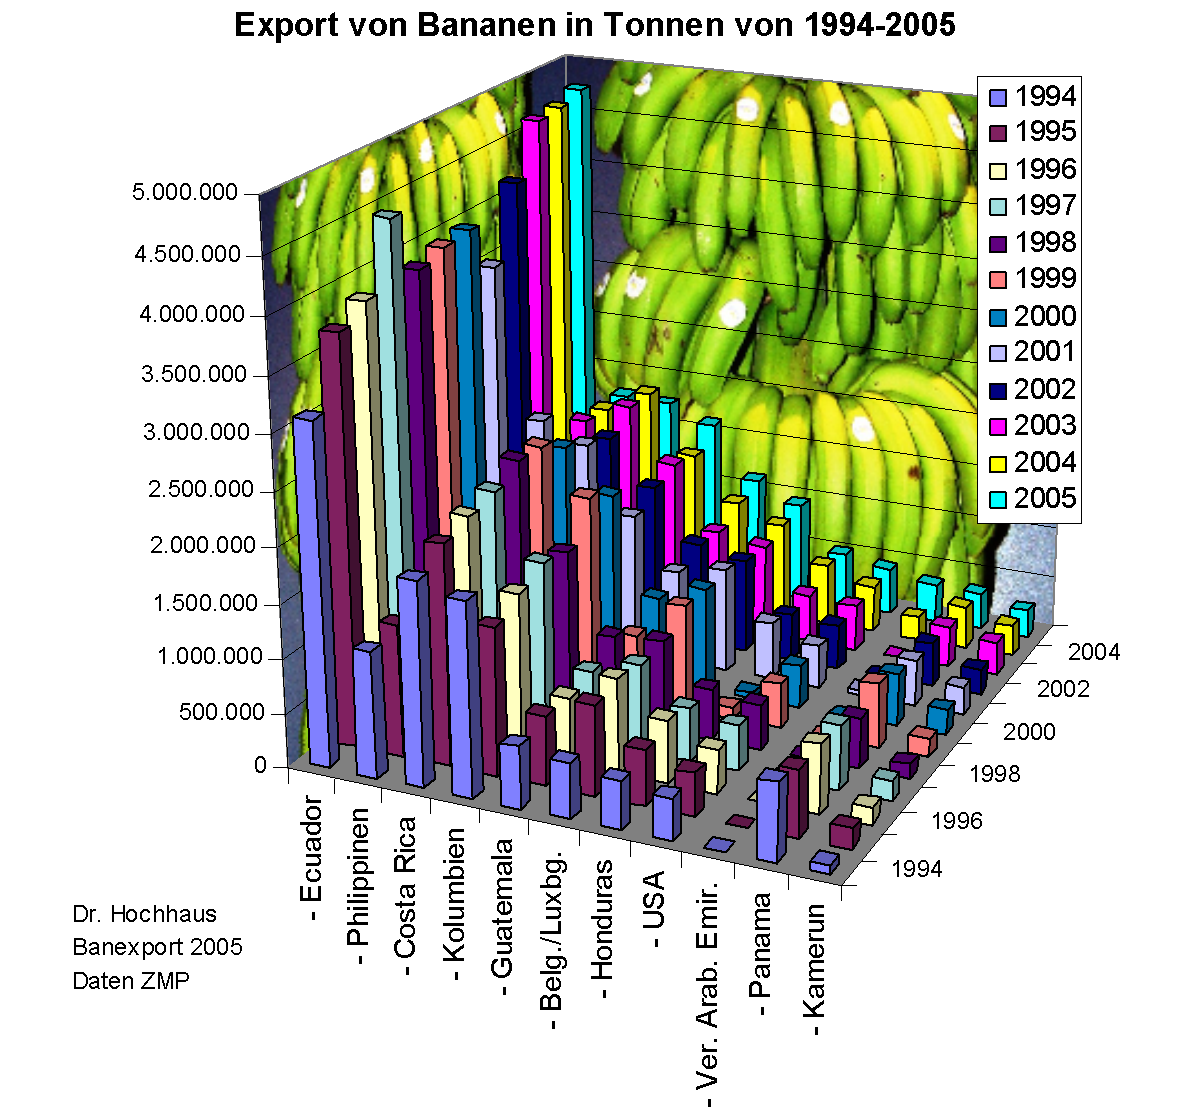 Export von Bananen in Tonnen von 1994-2005
1994
1995
1996
1997
1998
1999
2000
2001
2002
2003
2004
2005
5.000.000
4.500.000
4.000.000
3.500.000
3.000.000
2.500.000
2.000.000
1.500.000
1.000.000
500.000
0
- Ecuador
- Philippinen
- Costa Rica
- Kolumbien
- Guatemala
- Belg./Luxbg.
- Honduras
- USA
- Ver. Arab. Emir.
- Panama
- Kamerun
2004
2002
2000
1998
1996
1994
Dr. Hochhaus
Banexport 2005
Daten ZMP